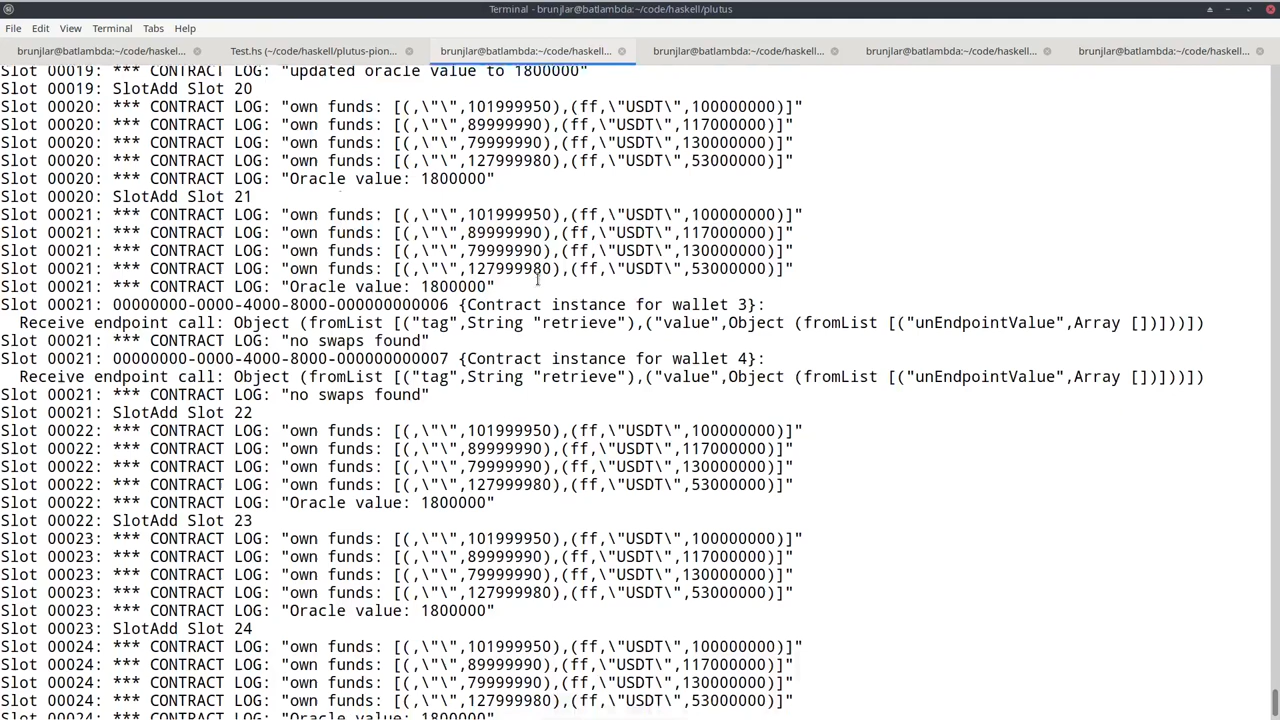 Terminal - brunjlar@batlambda:~/code/haskell/plutus
File Edit View Terminal Tabs Help
brunjlar@batlambda:~/code/haskel... Test.hs (~/code/haskell/plutus-pion... brunjlar@batlambda:~/code/haskell... brunjlar@batlambda:~/code/haskell... brunjlar@batlambda:~/code/haskell... brunjlar@batlambda:~/code/haskell...
Slot 00019: *** CONTRACT LOG: "updated oracle value to 1800000"
Slot 00019: SlotAdd Slot 20
Slot 00020: *** CONTRACT LOG: "own funds: [(,\"\",101999950),(ff,\"USDT\",100000000)]"
Slot 00020: *** CONTRACT LOG: "own funds: [(,\"\",89999990),(ff,\"USDT\",117000000)]"
Slot 00020: *** CONTRACT LOG: "own funds: [(,\"\",79999990),(ff,\"USDT\",130000000)]"
Slot 00020: *** CONTRACT LOG: "own funds: [(,\"\",127999980),(ff,\"USDT\",53000000)]"
Slot 00020: *** CONTRACT LOG: "Oracle value: 1800000"
Slot 00020: SlotAdd Slot 21
Slot 00021: *** CONTRACT LOG: "own funds: [(,\"\",101999950),(ff,\"USDT\",100000000)]"
Slot 00021: *** CONTRACT LOG: "own funds: [(,\"\",89999990),(ff,\"USDT\",117000000)]"
Slot 00021: *** CONTRACT LOG: "own funds: [(,\"\",79999990),(ff,\"USDT\",130000000)]"
Slot 00021: *** CONTRACT LOG: "own funds: [(,\"\",127999980),(ff,\"USDT\",53000000)]"
Slot 00021: *** CONTRACT LOG: "Oracle value: 1800000"
Slot 00021: 00000000-0000-4000-8000-000000000006 {Contract instance for wallet 3}:
Receive endpoint call: Object (fromList [("tag",String "retrieve"),("value",Object (fromList [("unEndpointValue",Array [])]))])
Slot 00021: *** CONTRACT LOG: "no swaps found"
Slot 00021: 00000000-0000-4000-8000-000000000007 {Contract instance for wallet 4}:
Receive endpoint call: Object (fromList [("tag",String "retrieve"),("value",Object (fromList [("unEndpointValue",Array [])]))])
Slot 00021: *** CONTRACT LOG: "no swaps found"
Slot 00021: SlotAdd Slot 22
Slot 00022: *** CONTRACT LOG: "own funds: [(,\"\",101999950),(ff,\"USDT\",100000000)]"
Slot 00022: *** CONTRACT LOG: "own funds: [(,\"\",89999990),(ff,\"USDT\",117000000)]"
Slot 00022: *** CONTRACT LOG: "own funds: [(,\"\",79999990),(ff,\"USDT\",130000000)]"
Slot 00022: *** CONTRACT LOG: "own funds: [(,\"\",127999980),(ff,\"USDT\",53000000)]"
Slot 00022: *** CONTRACT LOG: "Oracle value: 1800000"
Slot 00022: SlotAdd Slot 23
Slot 00023: *** CONTRACT LOG: "own funds: [(,\"\",101999950),(ff,\"USDT\",100000000)]"
Slot 00023: *** CONTRACT LOG: "own funds: [(,\"\",89999990),(ff,\"USDT\",117000000)]"
Slot 00023: *** CONTRACT LOG: "own funds: [(,\"\",79999990),(ff,\"USDT\",130000000)]"
Slot 00023: *** CONTRACT LOG: "own funds: [(,\"\",127999980),(ff,\"USDT\",53000000)]"
Slot 00023: *** CONTRACT LOG: "Oracle value: 1800000"
Slot 00023: SlotAdd Slot 24
Slot 00024: *** CONTRACT LOG: "own funds: [(,\"\",101999950),(ff,\"USDT\",100000000)]"
Slot 00024: *** CONTRACT LOG: "own funds: [(,\"\",89999990),(ff,\"USDT\",117000000)]"
Slot 00024: *** CONTRACT LOG: "own funds: [(,\"\",79999990),(ff,\"USDT\",130000000)]"
Slot 00024: *** CONTRACT LOG: "own funds: [(,\"\",127999980),(ff,\"USDT\",53000000)]"
Slot 00024: *** CONTRACT LOG: "Oracle value: 1800000"